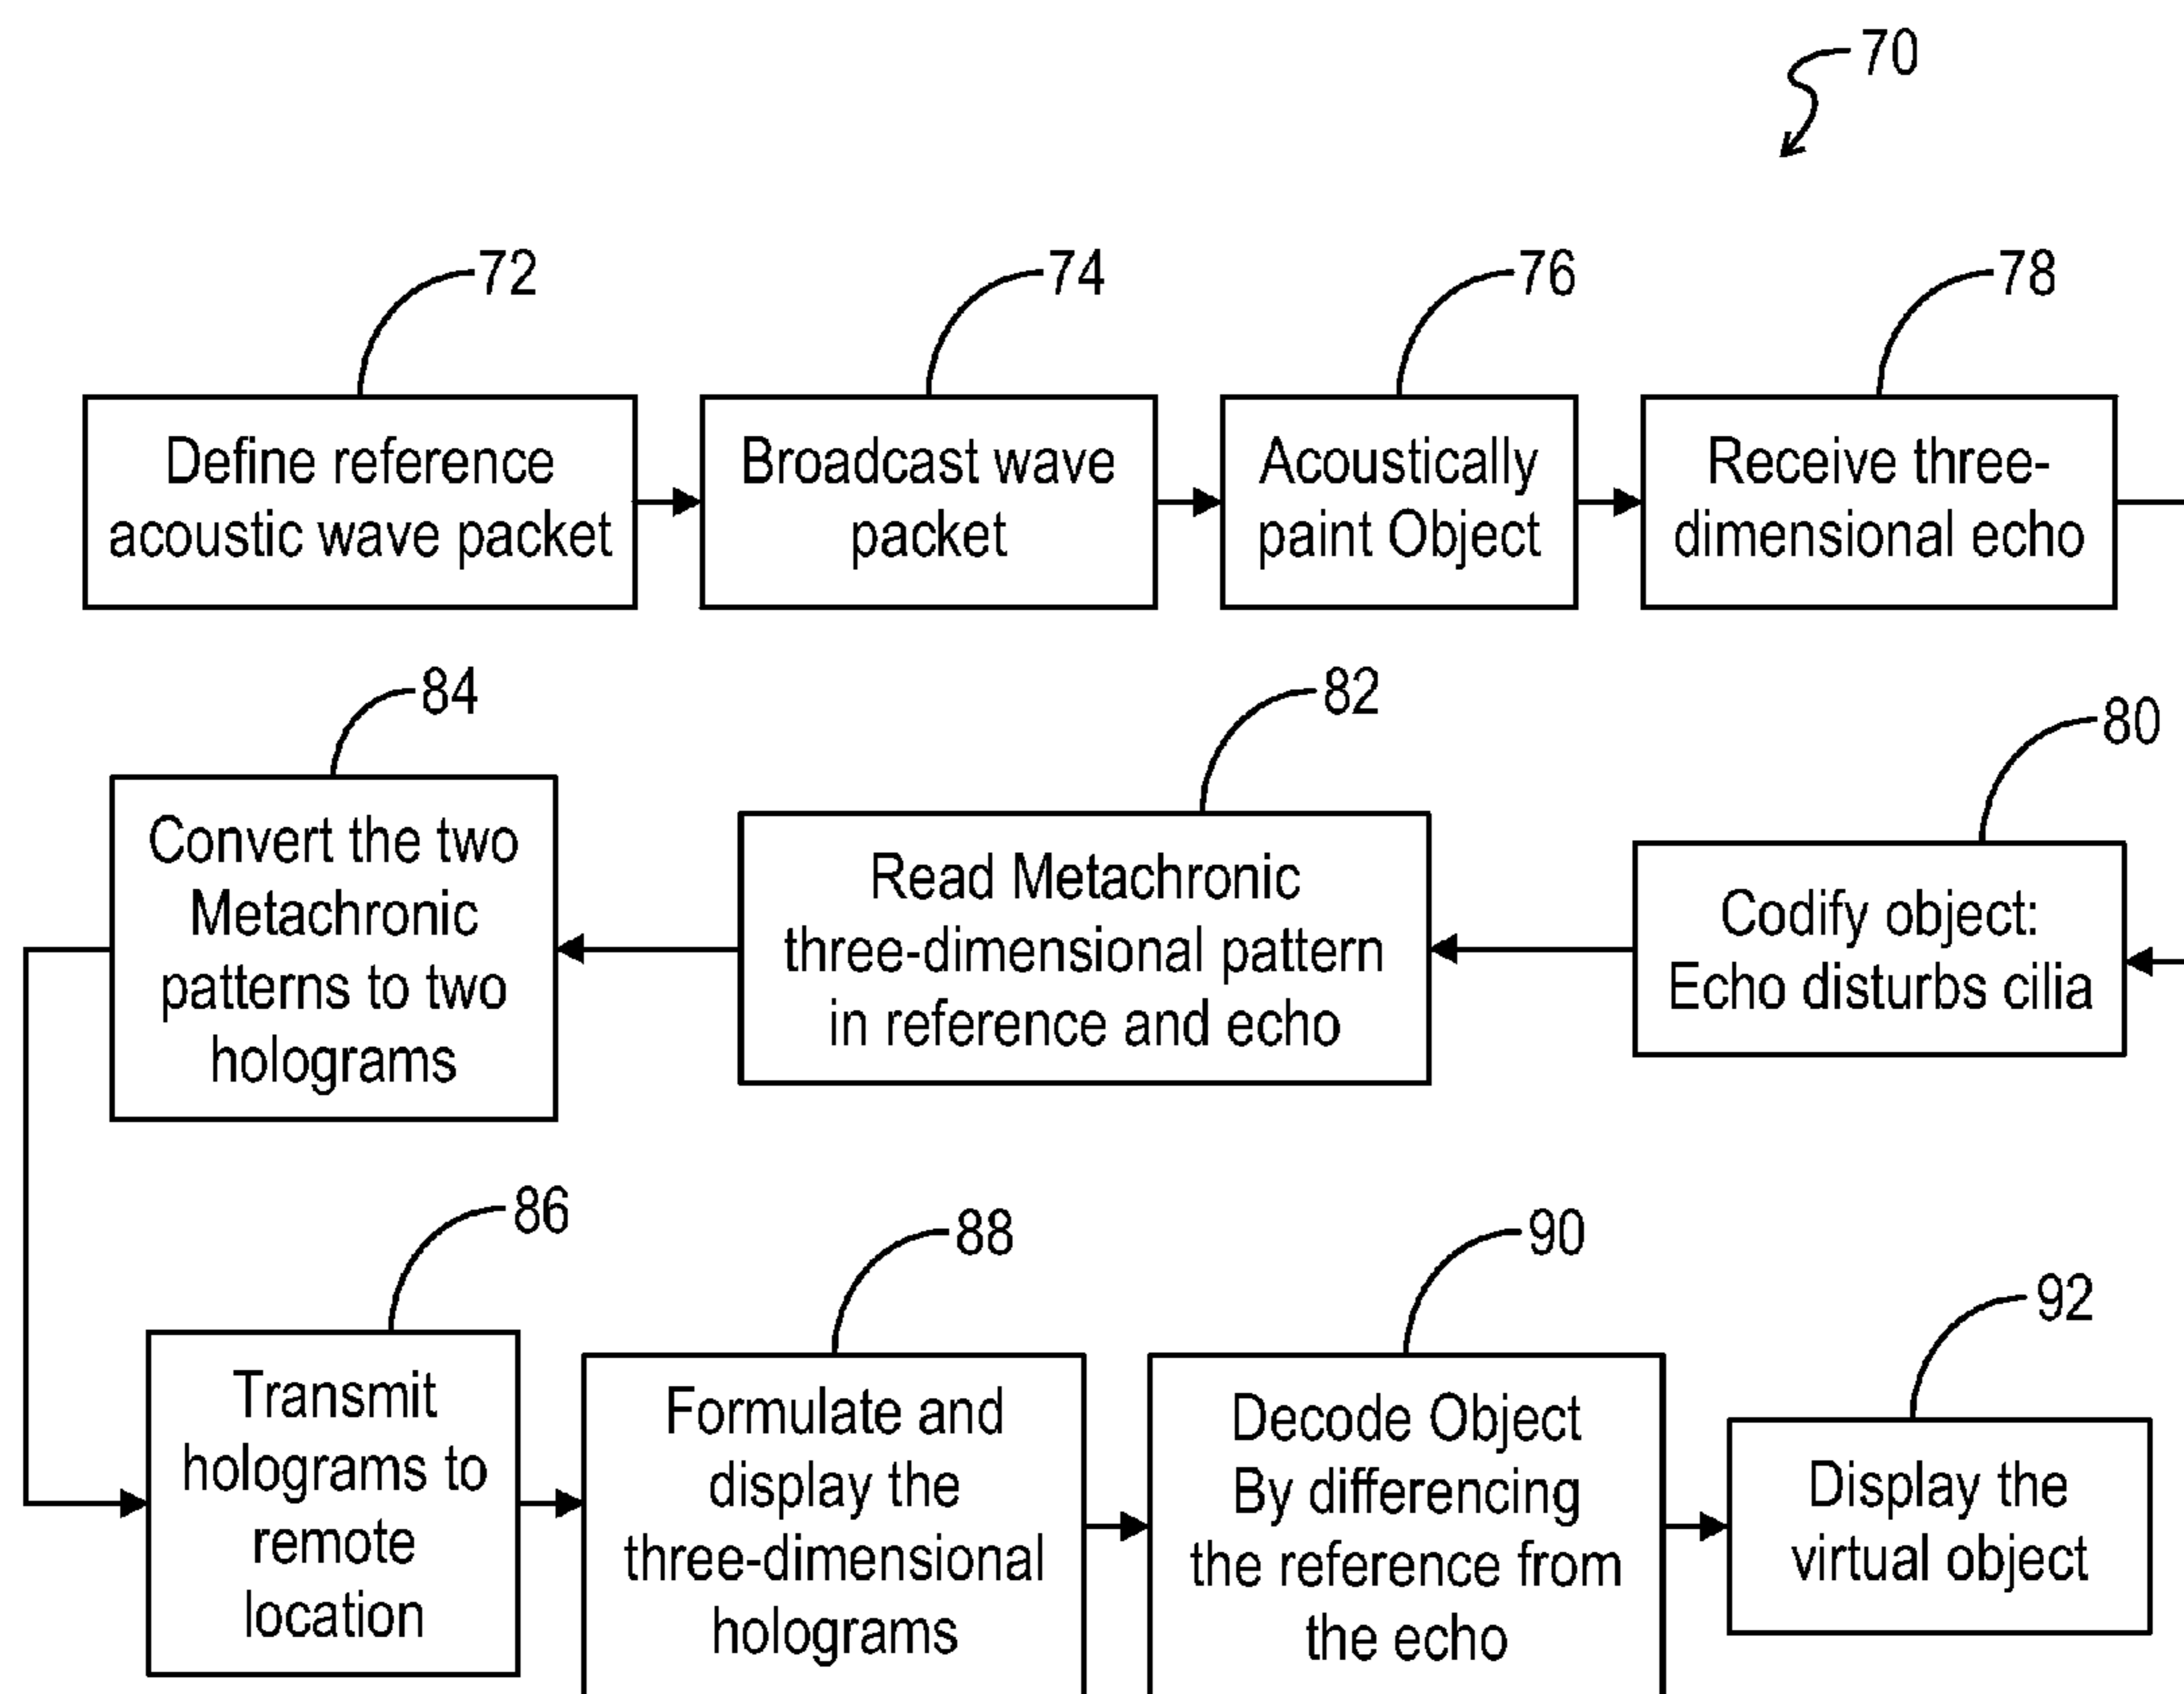 70
72
74
76
78
Define reference
acoustic wave packet
Broadcast wave
packet
Acoustically
paint Object
Receive three-
dimensional echo
84
82
80
Convert the two
Metachronic
patterns to two
holograms
Read Metachronic
three-dimensional pattern
in reference and echo
Codify object:
Echo disturbs cilia
86
88
90
92
Transmit
holograms to
remote
location
Formulate and
display the
three-dimensional
holograms
Decode Object
By differencing
the reference from
the echo
Display the
virtual object